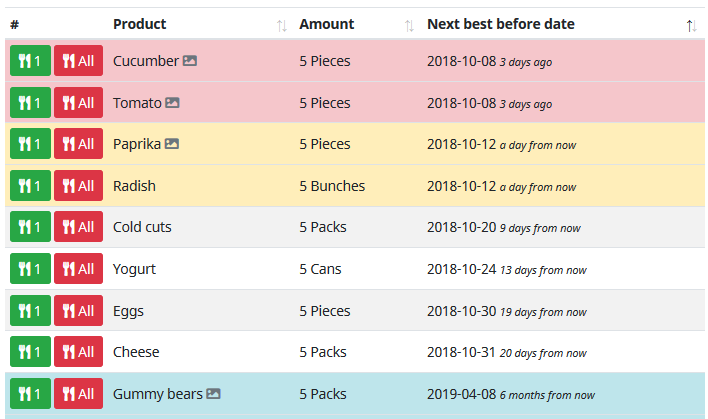 # Product Amount Next best before date
1 All Cucumber 5 Pieces 2018-10-08 3 days ago
1 All Tomato 5 Pieces 2018-10-08 3 days ago
1 All Paprika 5 Pieces 2018-10-12 a day from now
1 All Radish 5 Bunches 2018-10-12 a day from now
1 All Cold cuts 5 Packs 2018-10-20 9 days from now
1 All Yogurt 5 Cans 2018-10-24 13 days from now
1 All Eggs 5 Pieces 2018-10-30 19 days from now
1 All Cheese 5 Packs 2018-10-31 20 days from now
1 All Gummy bears 5 Packs 2019-04-08 6 months from now